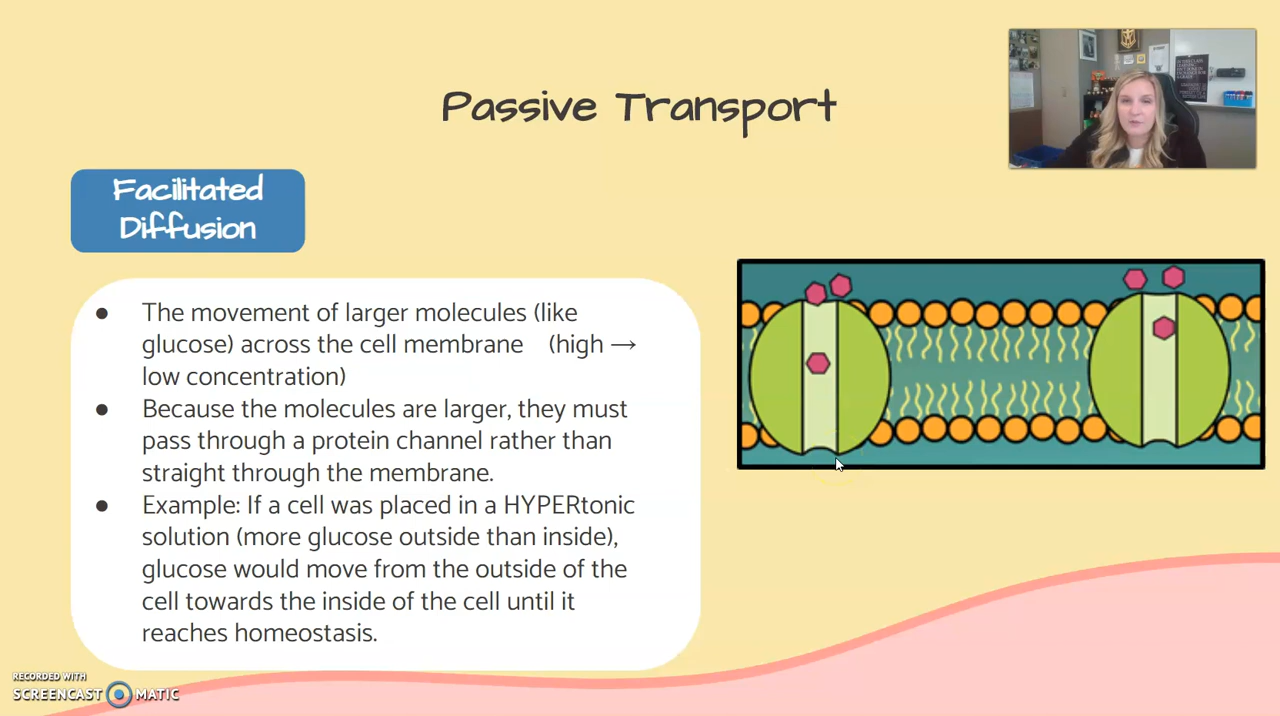 Passive Transport
Facilitated
Diffusion
● The movement of larger molecules (like
glucose) across the cell membrane (high →
low concentration)
● Because the molecules are larger, they must
pass through a protein channel rather than
straight through the membrane.
● Example: If a cell was placed in a HYPERtonic
solution (more glucose outside than inside),
glucose would move from the outside of the
cell towards the inside of the cell until it
reaches homeostasis.
RECORDED WITH
SCREENCAST MATIC